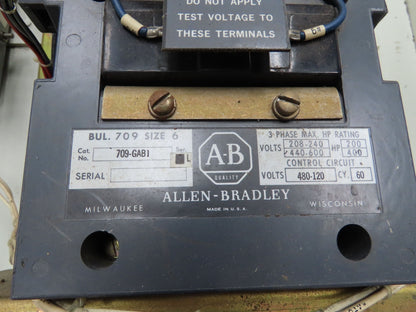 DO NOT APPLY
TEST VOLTAGE TO
THESE TERMINALS
BUL. 709 SIZE 6
Cat. No. 709-GAB1 Ser. L
SERIAL
A-B
QUALITY
3-PHASE MAX. HP RATING
VOLTS 208-240 HP 200
440-600 400
CONTROL CIRCUIT
VOLTS 480-120 CY. 60
ALLEN-BRADLEY
MILWAUKEE MADE IN U.S.A. WISCONSIN